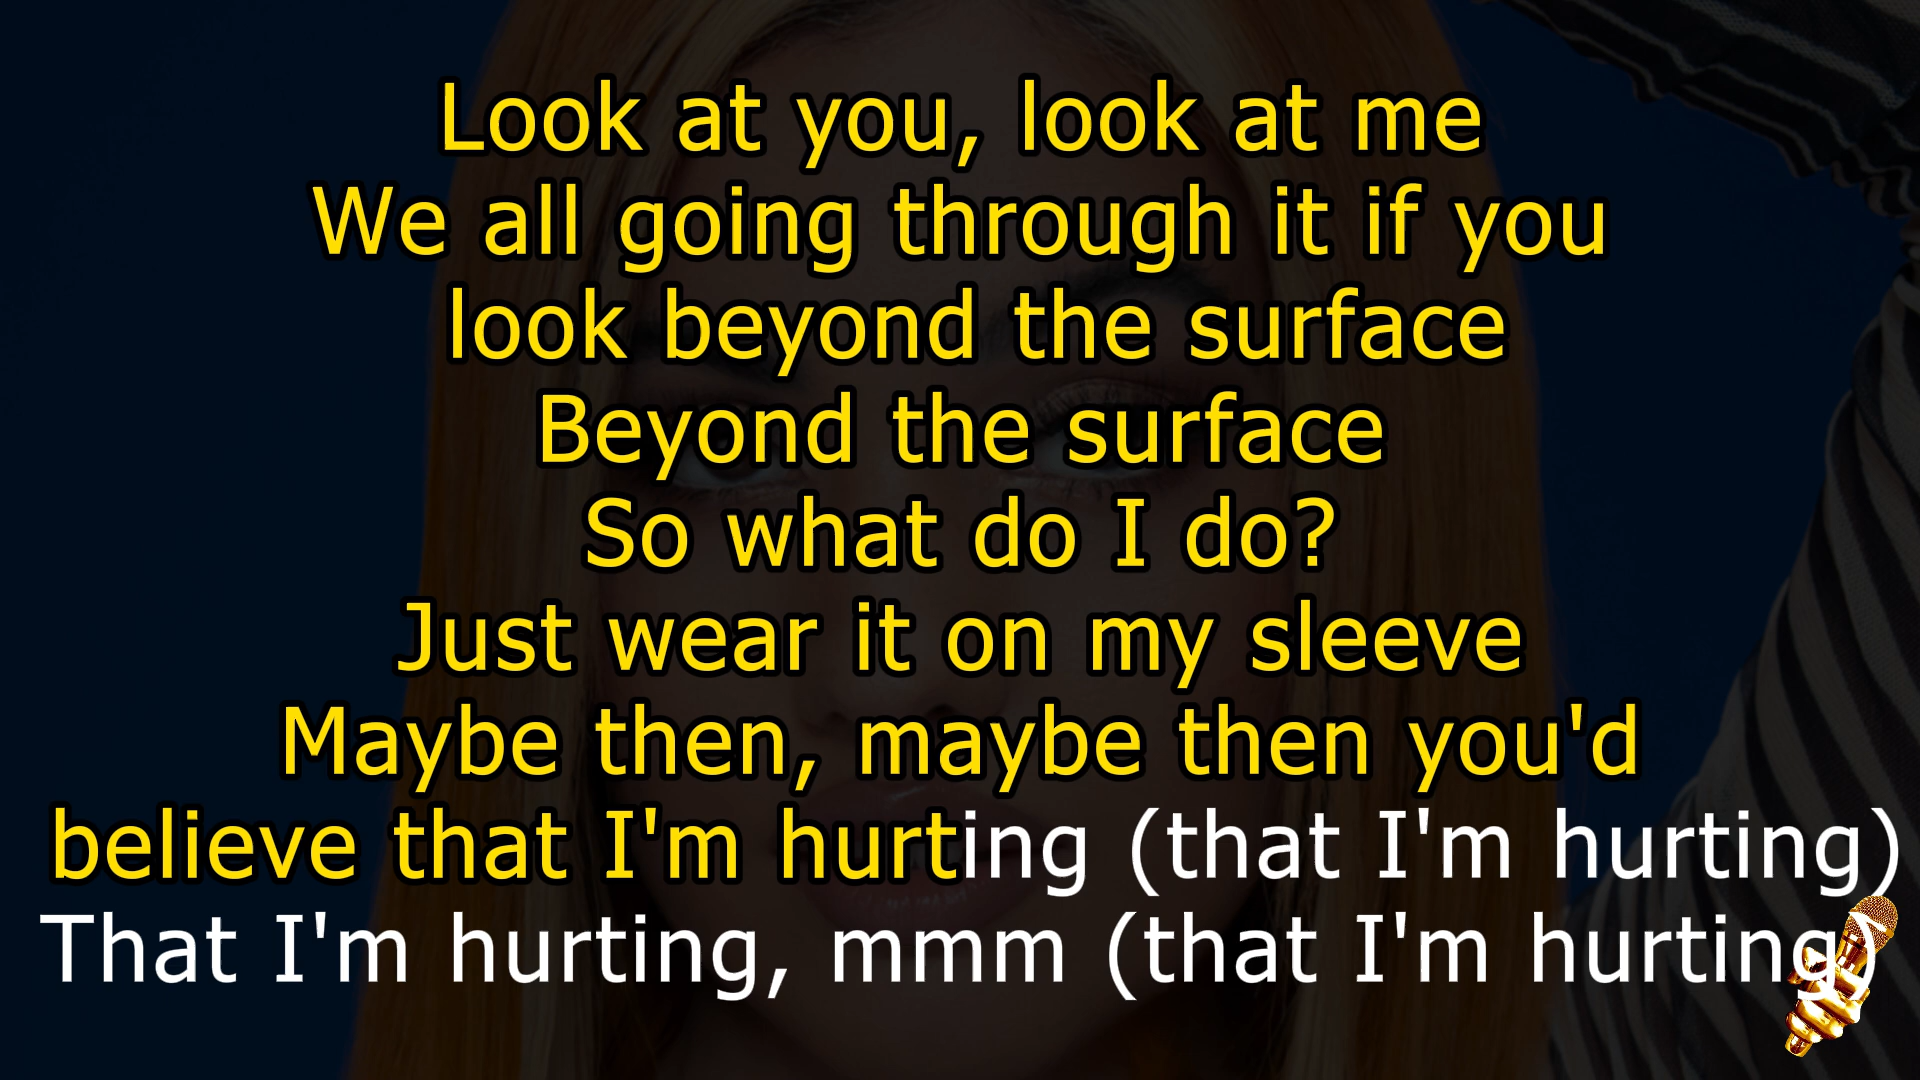 Look at you, look at me
We all going through it if you
look beyond the surface
Beyond the surface
So what do I do?
Just wear it on my sleeve
Maybe then, maybe then you'd
believe that I'm hurting (that I'm hurting)
That I'm hurting, mmm (that I'm hurting)